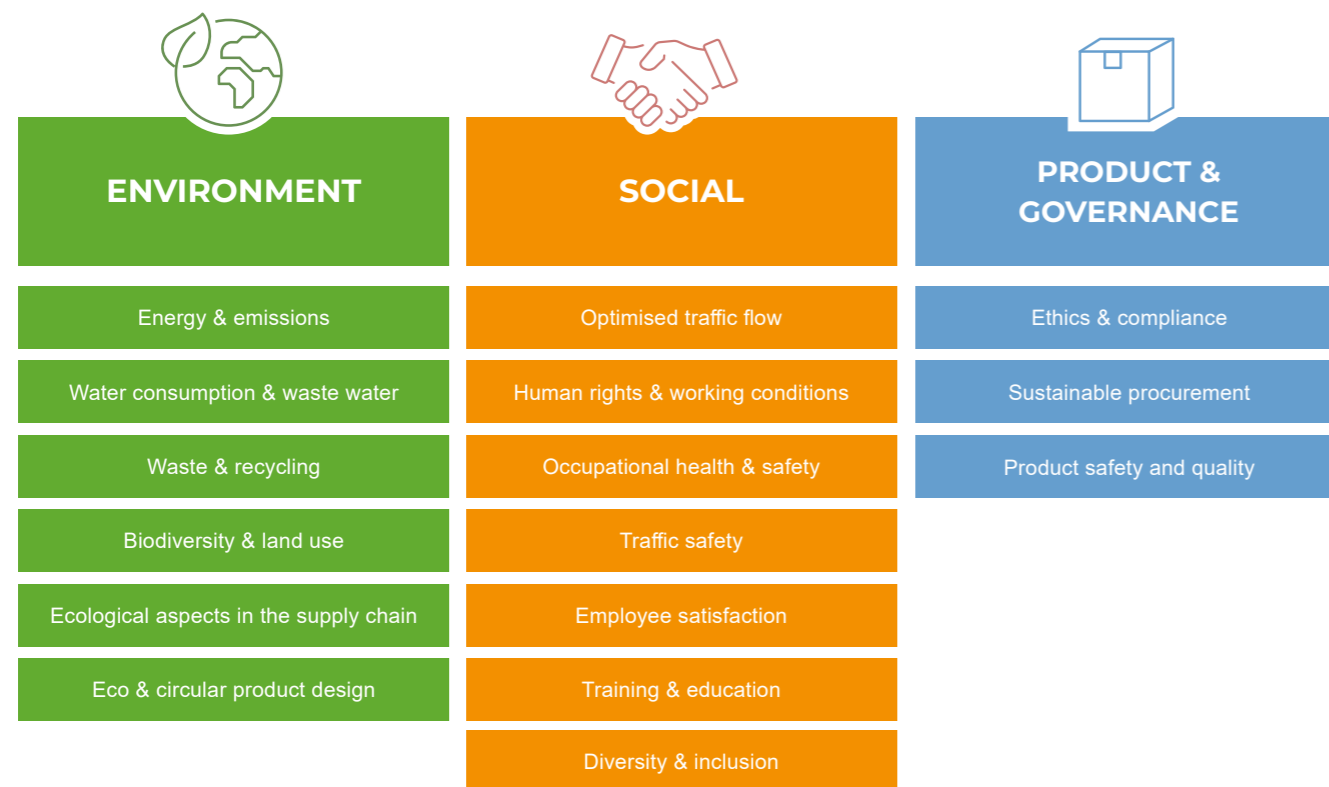 ENVIRONMENT
Energy & emissions
Water consumption & waste water
Waste & recycling
Biodiversity & land use
Ecological aspects in the supply chain
Eco & circular product design
SOCIAL
Optimised traffic flow
Human rights & working conditions
Occupational health & safety
Traffic safety
Employee satisfaction
Training & education
Diversity & inclusion
PRODUCT &
GOVERNANCE
Ethics & compliance
Sustainable procurement
Product safety and quality